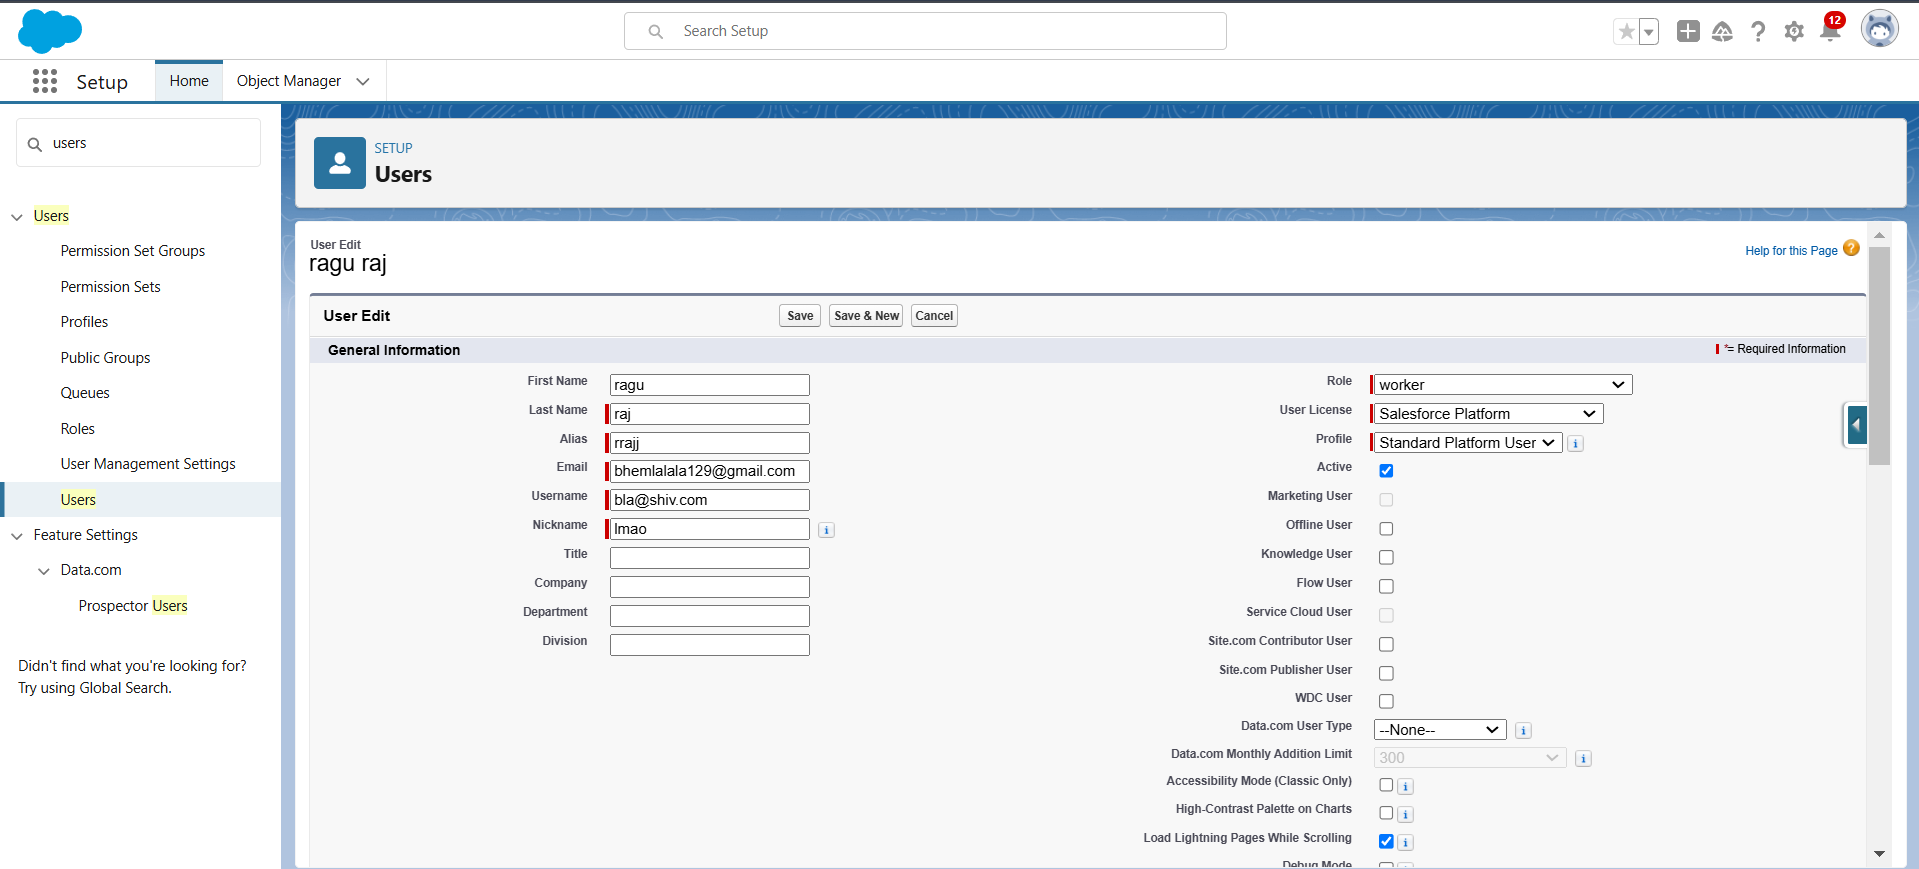 Search Setup
12
Setup
Home
Object Manager
users
Users
Permission Set Groups
Permission Sets
Profiles
Public Groups
Queues
Roles
User Management Settings
Users
Feature Settings
Data.com
Prospector Users
Didn't find what you're looking for?
Try using Global Search.
SETUP
Users
User Edit
ragu raj
Help for this Page ?
User Edit
Save
Save & New
Cancel
General Information
*= Required Information
First Name ragu
Last Name raj
Alias rrajj
Email bhemlalala129@gmail.com
Username bla@shiv.com
Nickname lmao
Title
Company
Department
Division
Role worker
User License Salesforce Platform
Profile Standard Platform User
Active
Marketing User
Offline User
Knowledge User
Flow User
Service Cloud User
Site.com Contributor User
Site.com Publisher User
WDC User
Data.com User Type --None--
Data.com Monthly Addition Limit 300
Accessibility Mode (Classic Only)
High-Contrast Palette on Charts
Load Lightning Pages While Scrolling
Debug Mode